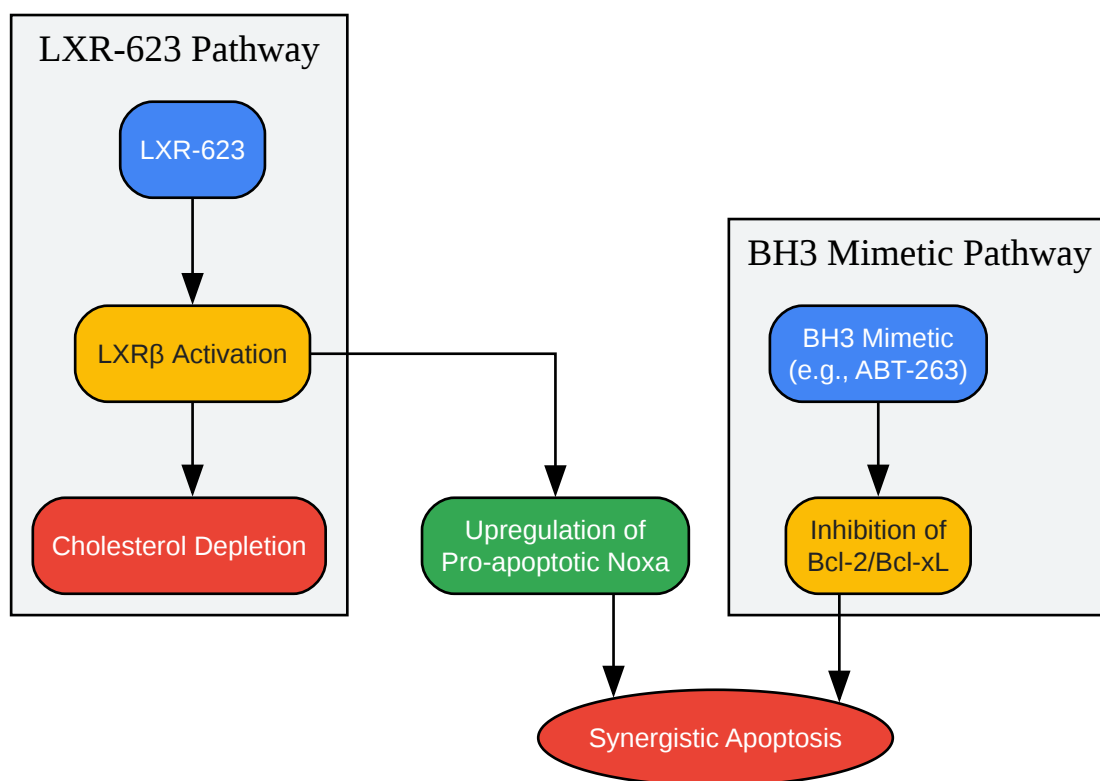 LXR-623 Pathway
LXR-623
BH3 Mimetic Pathway
LXRβ Activation
BH3 Mimetic
(e.g., ABT-263)
Cholesterol Depletion
Upregulation of
Pro-apoptotic Noxa
Inhibition of
Bcl-2/Bcl-xL
Synergistic Apoptosis